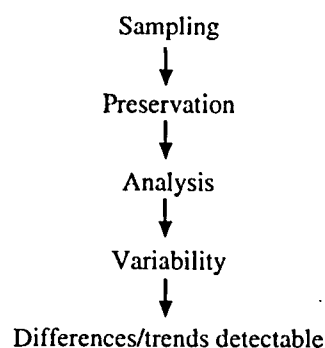 Sampling
Preservation
Analysis
Variability
Differences/trends detectable